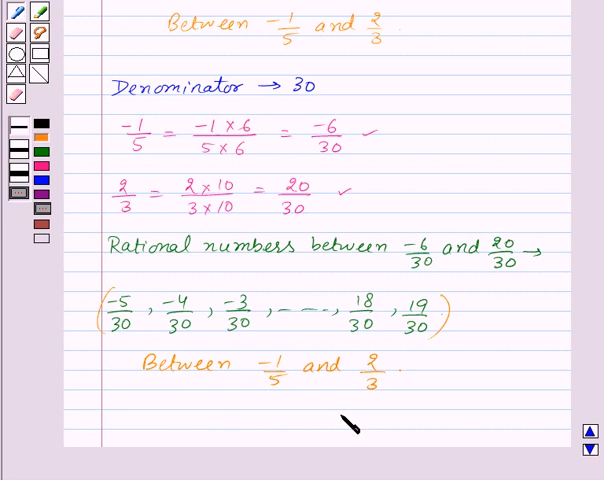 Between -1/5 and 2/3.
Denominator → 30
-1/5 = -1 × 6/5 × 6 = -6/30 ✓
2/3 = 2 × 10/3 × 10 = 20/30 ✓
Rational numbers between -6/30 and 20/30 →
(-5/30, -4/30, -3/30, - - - -, 18/30, 19/30)
Between -1/5 and 2/3.